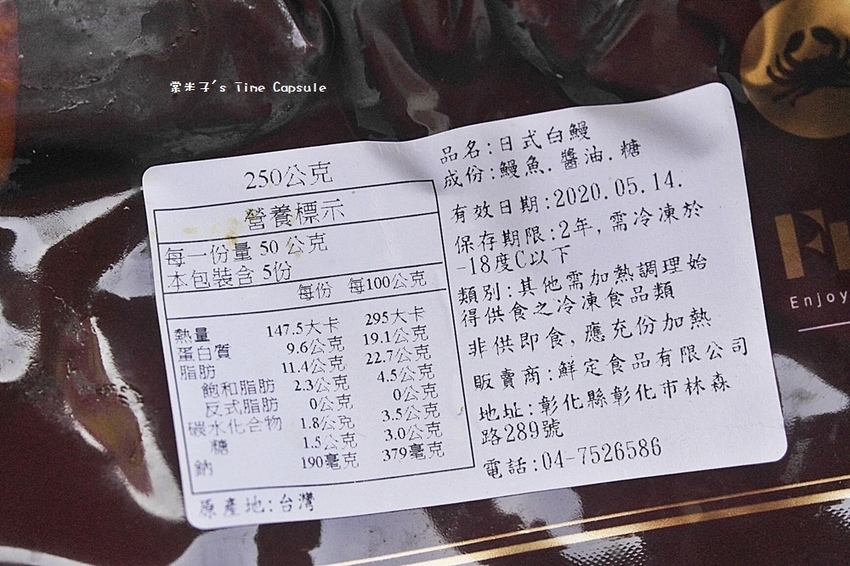 棠米子's Time Capsule
250公克
營養標示
每一份量 50 公克
本包裝含 5份
每份 每100公克
熱量 147.5大卡 295大卡
蛋白質 9.6公克 19.1公克
脂肪 11.4公克 22.7公克
飽和脂肪 2.3公克 4.5公克
反式脂肪 0公克 0公克
碳水化合物 1.8公克 3.5公克
糖 1.5公克 3.0公克
鈉 190毫克 379毫克
原產地:台灣
品名:日式白鰻
成份:鰻魚.醬油.糖
有效日期:2020.05.14.
保存期限:2年,需冷凍於
-18度C以下
類別:其他需加熱調理始
得供食之冷凍食品類
非供即食,應充份加熱
販賣商:鮮定食品有限公司
地址:彰化縣彰化市林森
路289號
電話:04-7526586
Enjoy